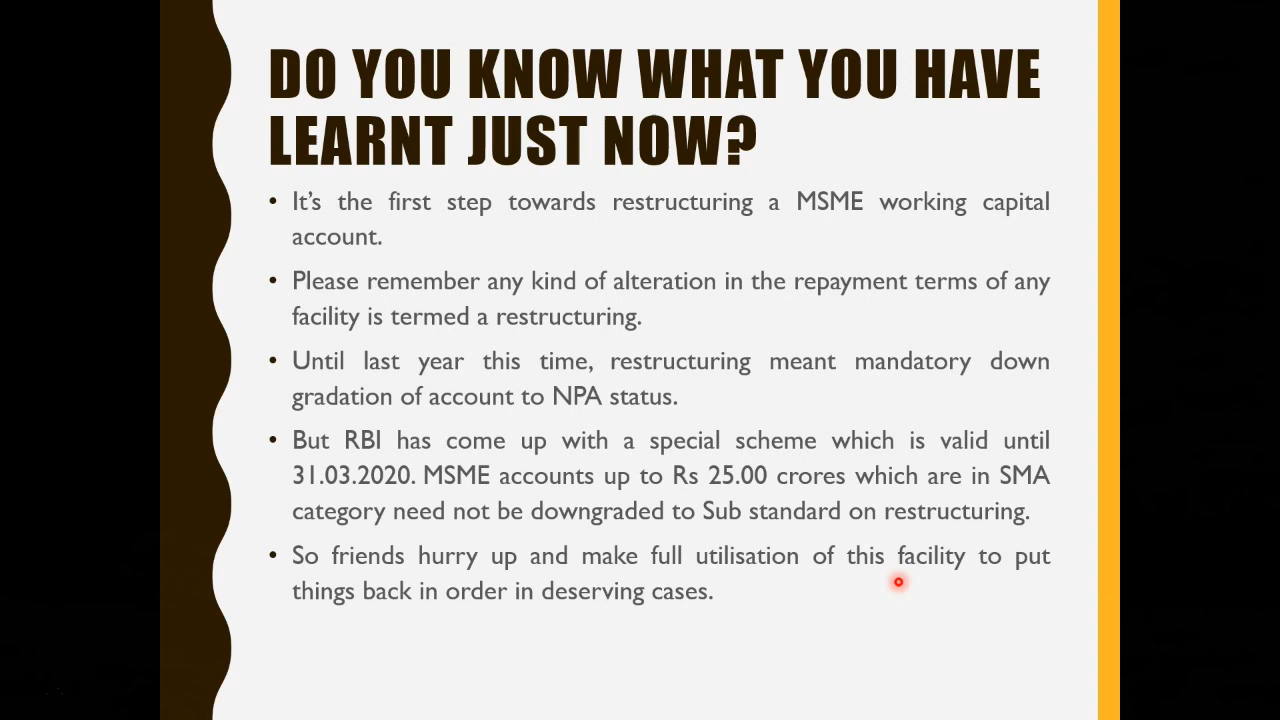 DO YOU KNOW WHAT YOU HAVE
LEARNT JUST NOW?
• It’s the first step towards restructuring a MSME working capital
account.
• Please remember any kind of alteration in the repayment terms of any
facility is termed a restructuring.
• Until last year this time, restructuring meant mandatory down
gradation of account to NPA status.
• But RBI has come up with a special scheme which is valid until
31.03.2020. MSME accounts up to Rs 25.00 crores which are in SMA
category need not be downgraded to Sub standard on restructuring.
• So friends hurry up and make full utilisation of this facility to put
things back in order in deserving cases.